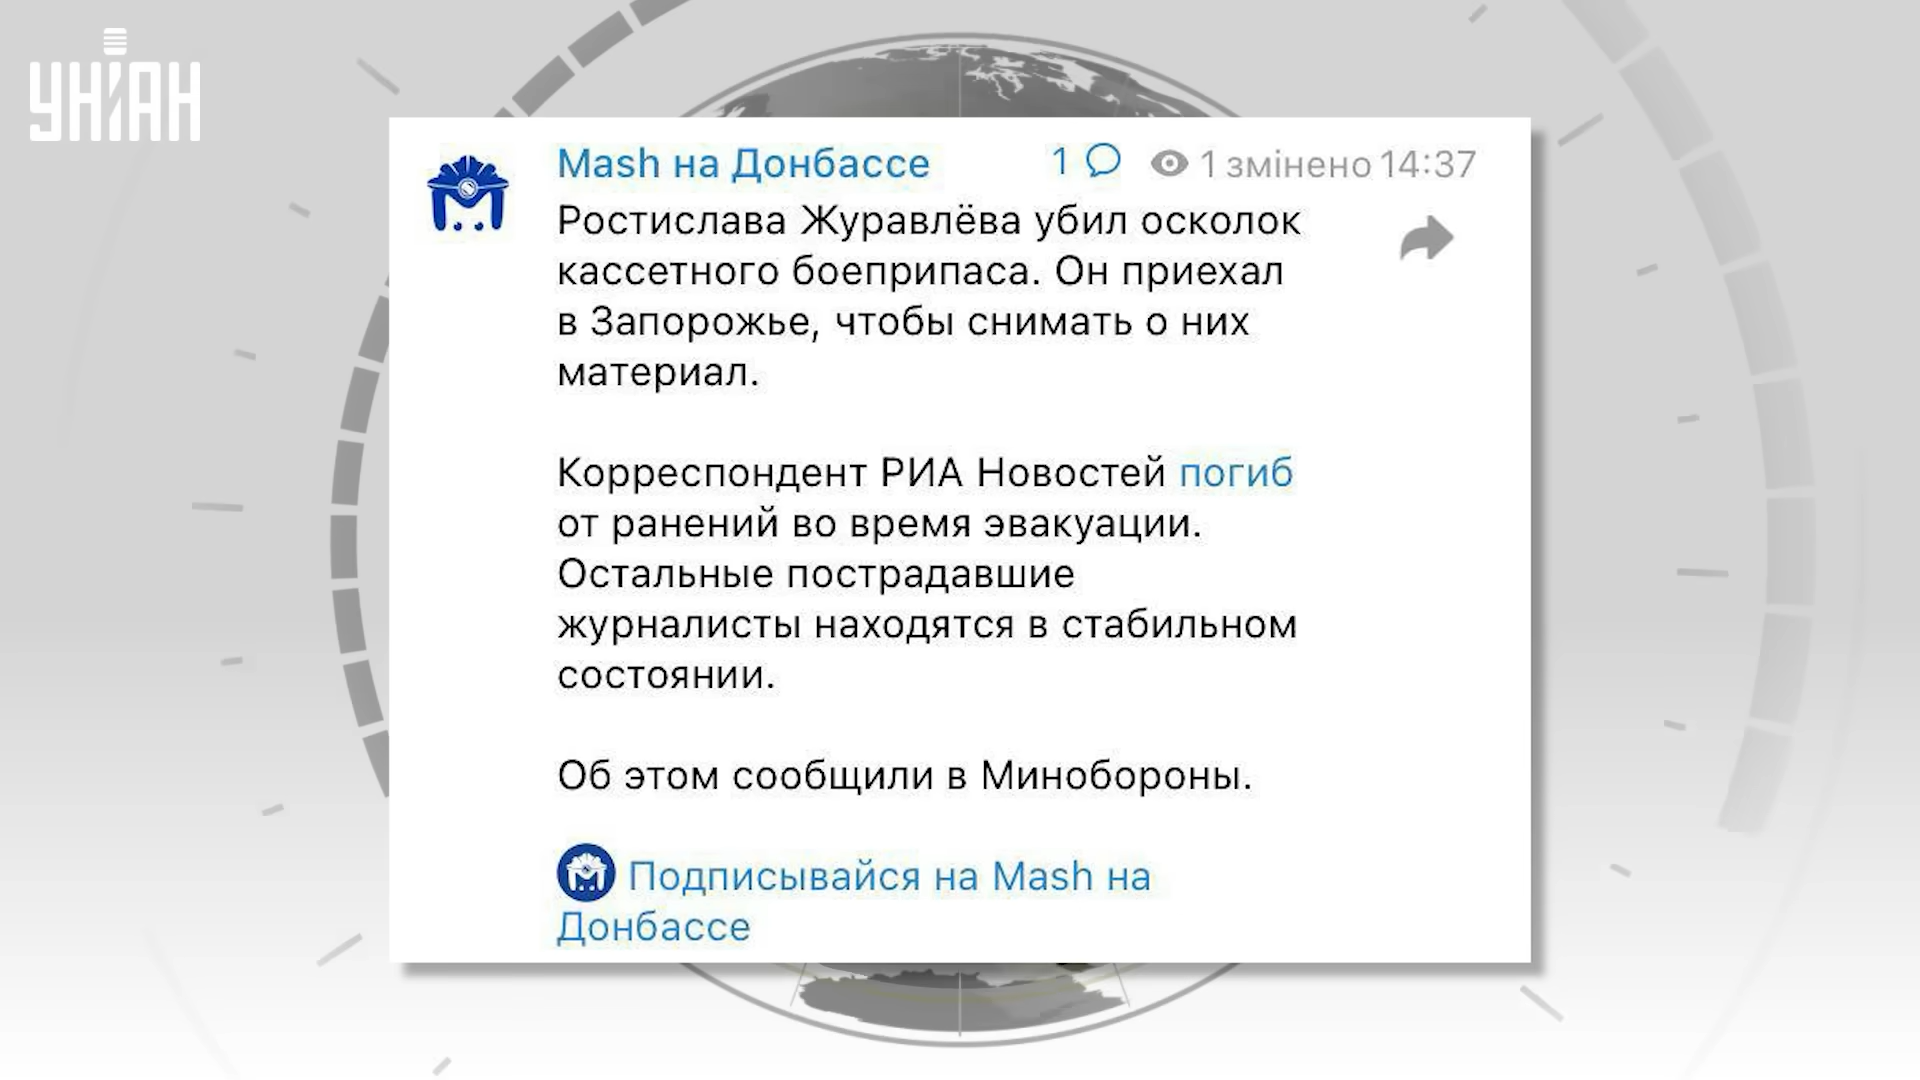 УНІАН
Mash на Донбассе 1 1 змінено 14:37
Ростислава Журавлёва убил осколок
кассетного боеприпаса. Он приехал
в Запорожье, чтобы снимать о них
материал.
Корреспондент РИА Новостей погиб
от ранений во время эвакуации.
Остальные пострадавшие
журналисты находятся в стабильном
состоянии.
Об этом сообщили в Минобороны.
Подписывайся на Mash на
Донбассе